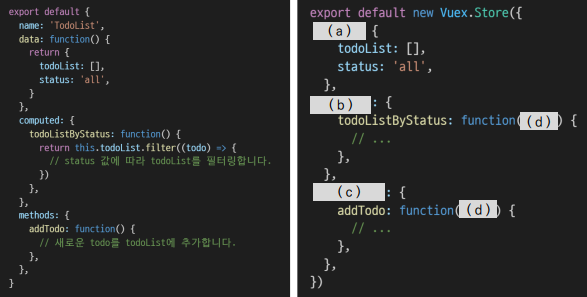 export default {
name: 'TodoList',
data: function() {
return {
todoList: [],
status: 'all',
}
},
computed: {
todoListByStatus: function() {
return this.todoList.filter((todo) => {
// status 값에 따라 todoList를 필터링합니다.
})
},
},
methods: {
addTodo: function() {
// 새로운 todo를 todoList에 추가합니다.
},
},
}
export default new Vuex.Store({
(a) {
todoList: [],
status: 'all',
},
(b) : {
todoListByStatus: function( (d) ) {
// ...
},
},
(c) : {
addTodo: function( (d) ) {
// ...
},
},
})